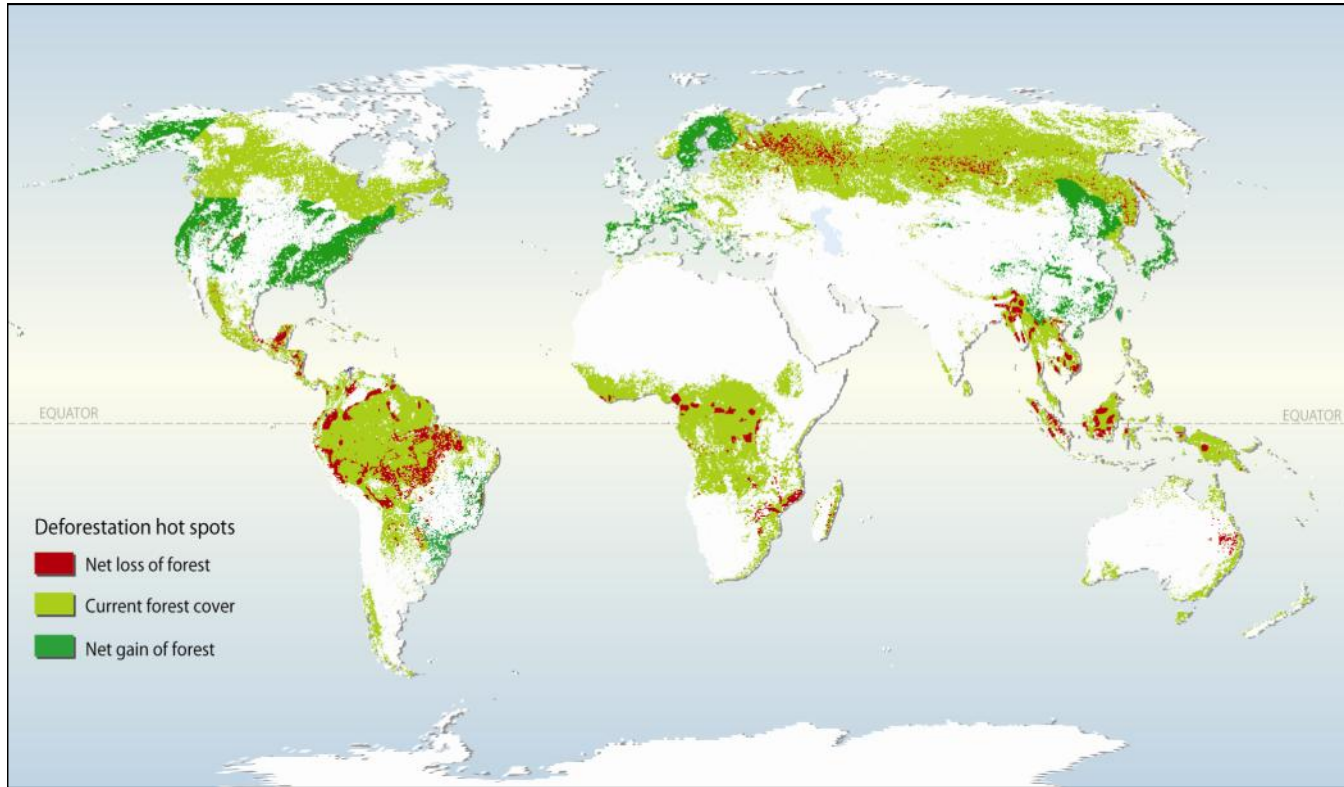 EQUATOR
EQUATOR
Deforestation hot spots
Net loss of forest
Current forest cover
Net gain of forest